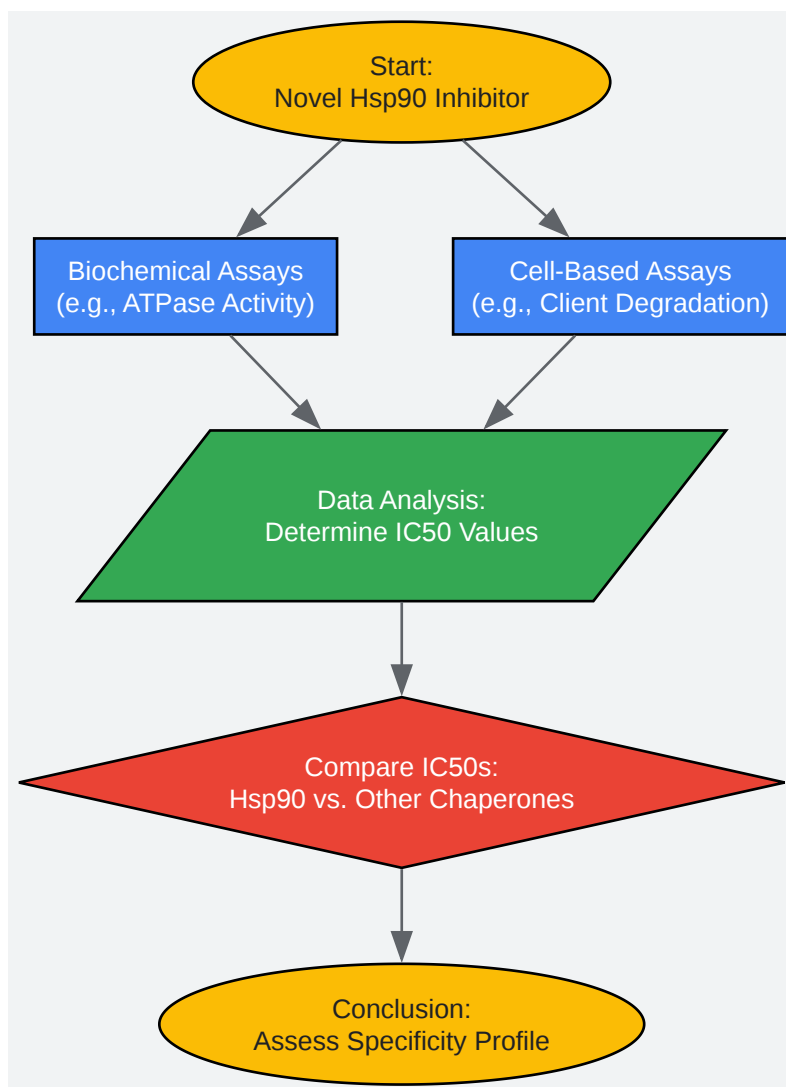 Start:
Novel Hsp90 Inhibitor
Biochemical Assays
(e.g., ATPase Activity)
Cell-Based Assays
(e.g., Client Degradation)
Data Analysis:
Determine IC50 Values
Compare IC50s:
Hsp90 vs. Other Chaperones
Conclusion:
Assess Specificity Profile